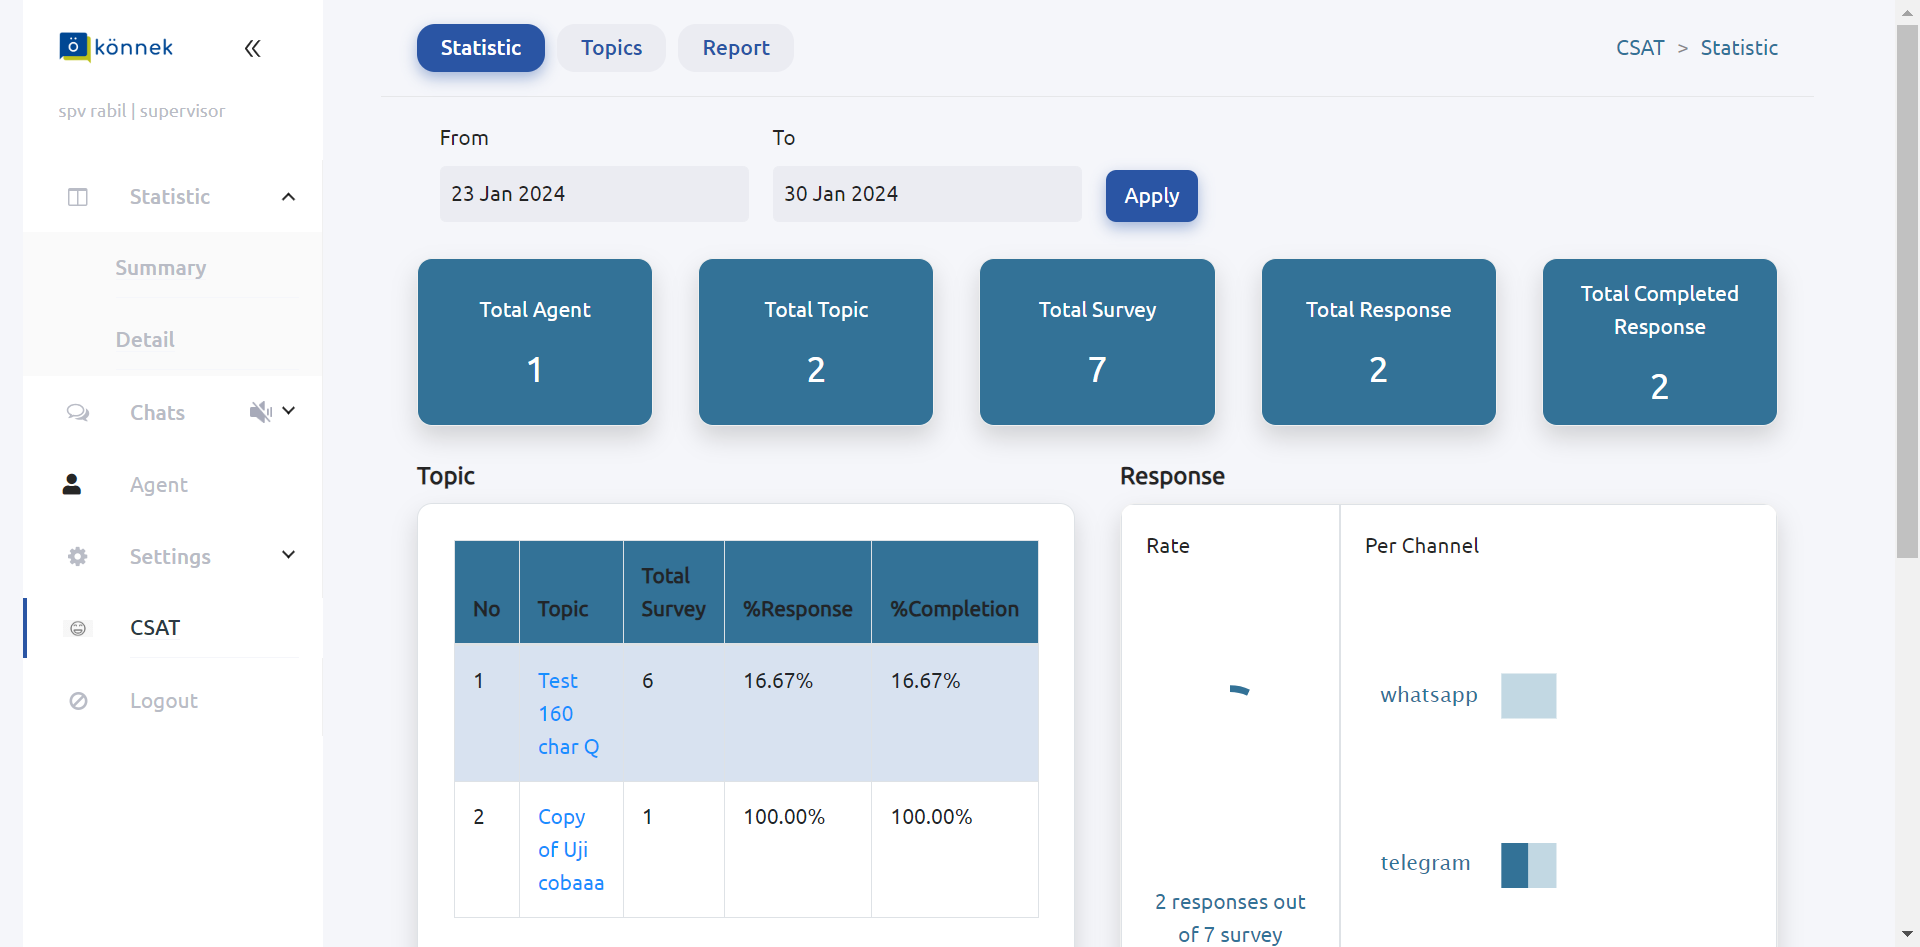 ö könnek
spv rabil | supervisor
Statistic
Summary
Detail
Chats
Agent
Settings
CSAT
Logout
Statistic Topics Report
CSAT > Statistic
From To
23 Jan 2024 30 Jan 2024 Apply
Total Agent
1
Total Topic
2
Total Survey
7
Total Response
2
Total Completed
Response
2
Topic
No Topic Total Survey %Response %Completion
1 Test 160 char Q 6 16.67% 16.67%
2 Copy of Uji cobaaa 1 100.00% 100.00%
Response
Rate
2 responses out
of 7 survey
Per Channel
whatsapp
telegram